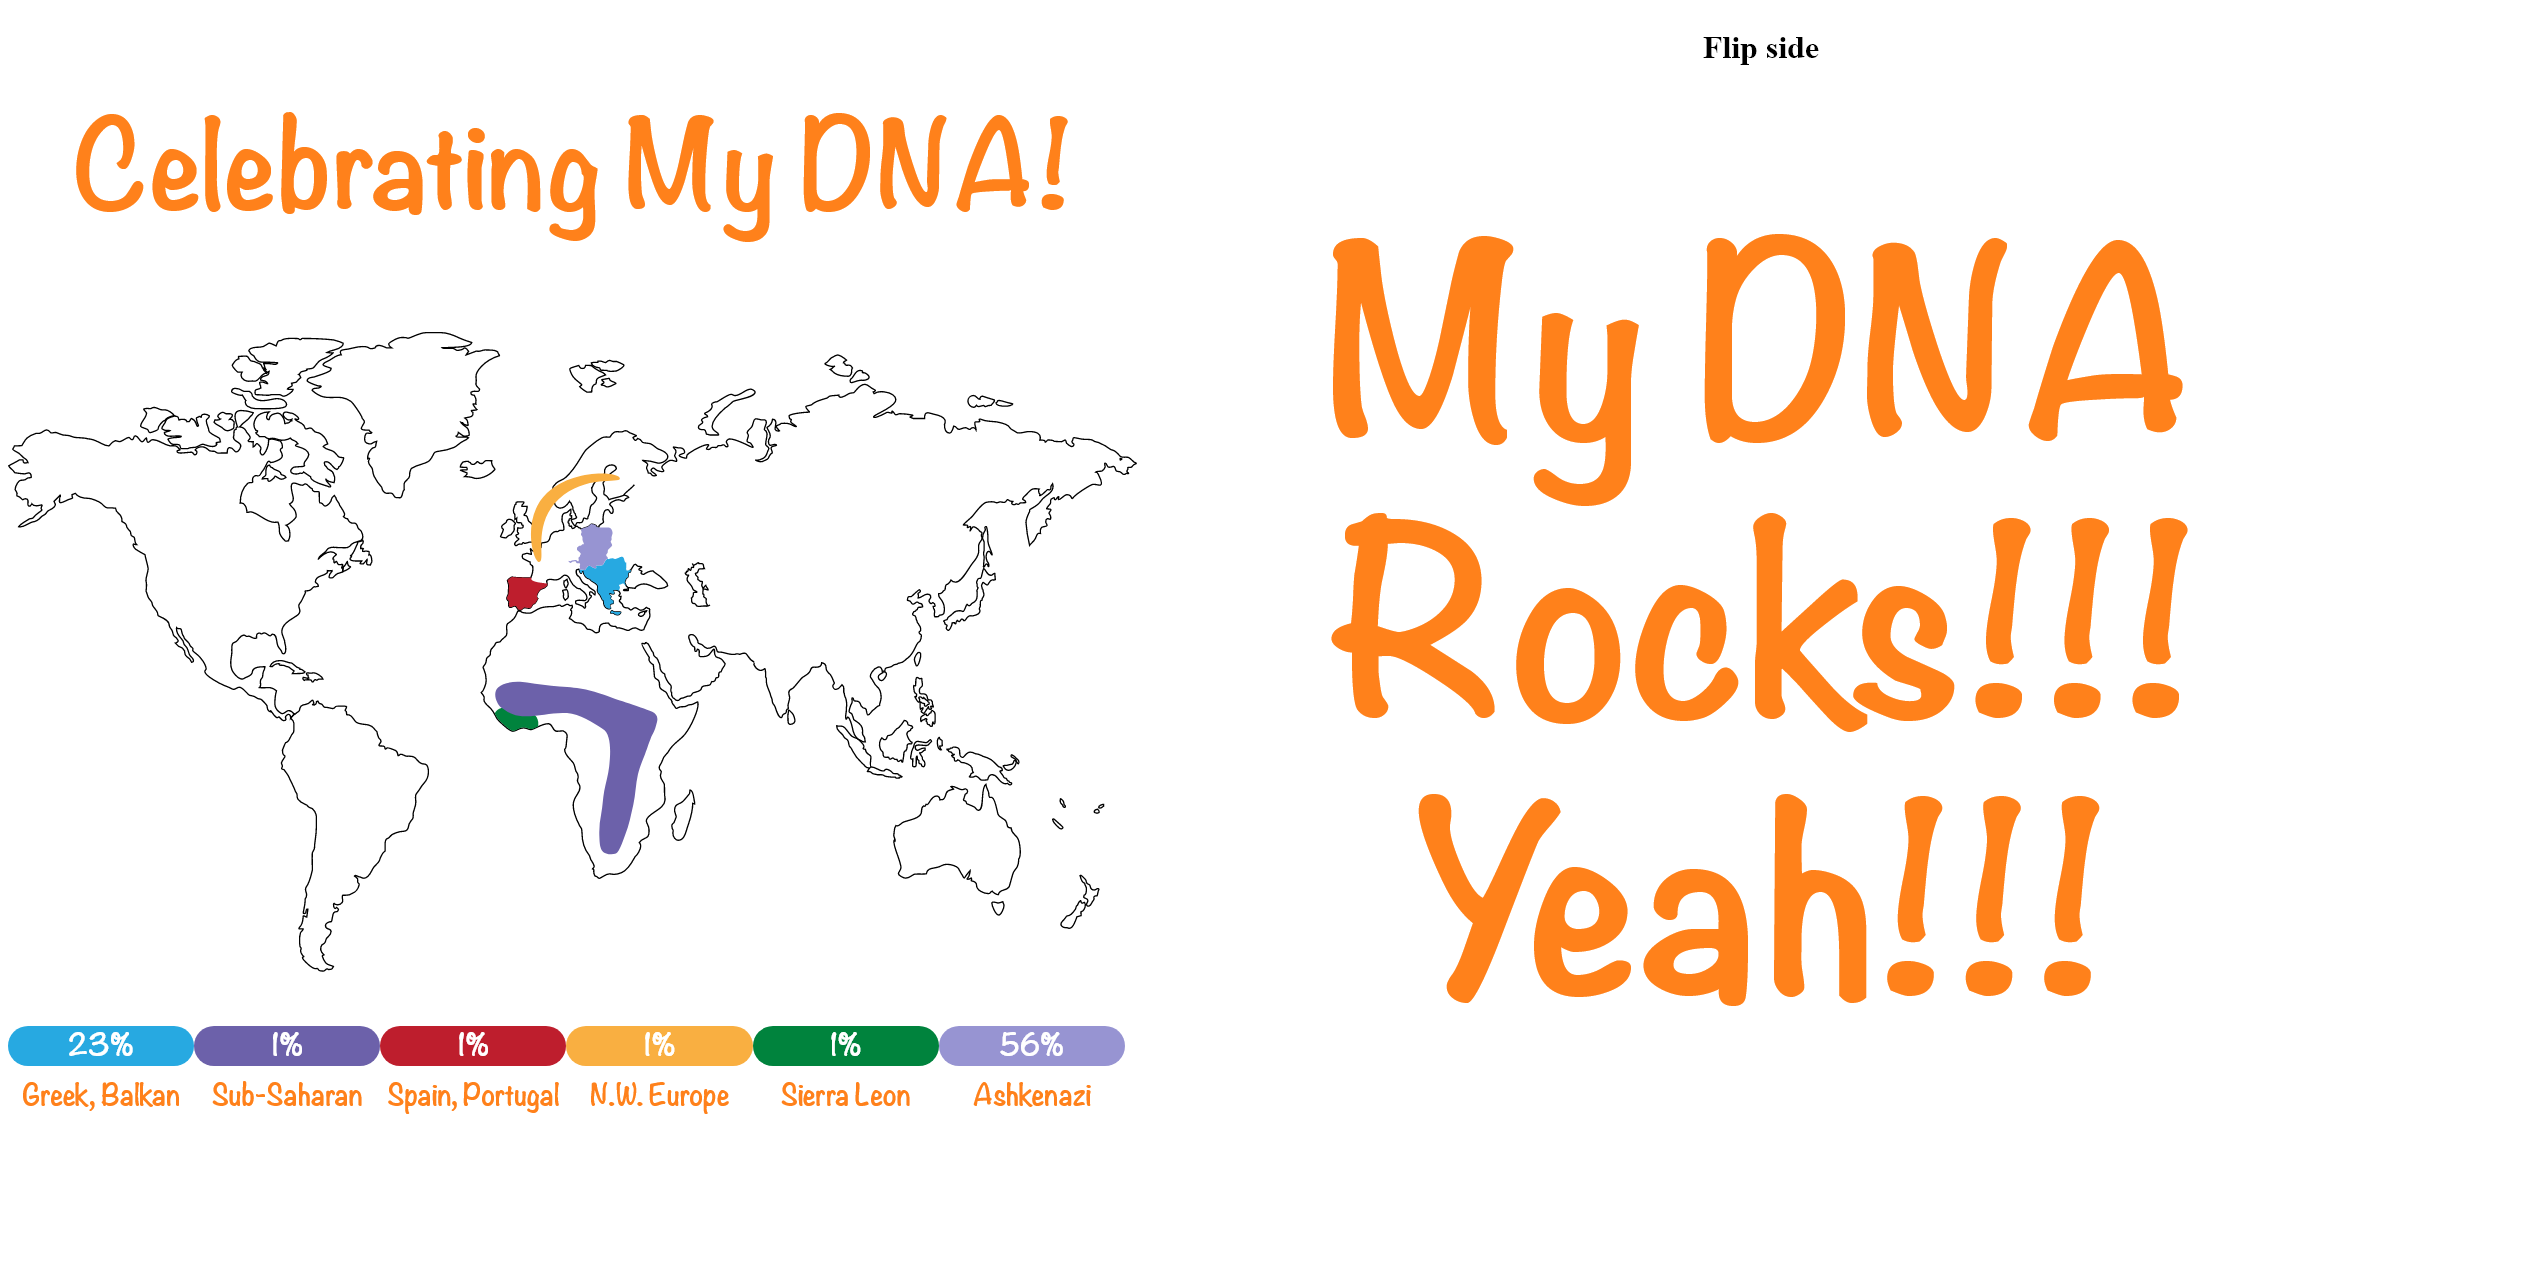 Celebrating My DNA!
23% 1% 1% 1% 1% 56%
Greek, Balkan Sub-Saharan Spain, Portugal N.W. Europe Sierra Leon Ashkenazi
Flip side
My DNA
Rocks!!!
Yeah!!!